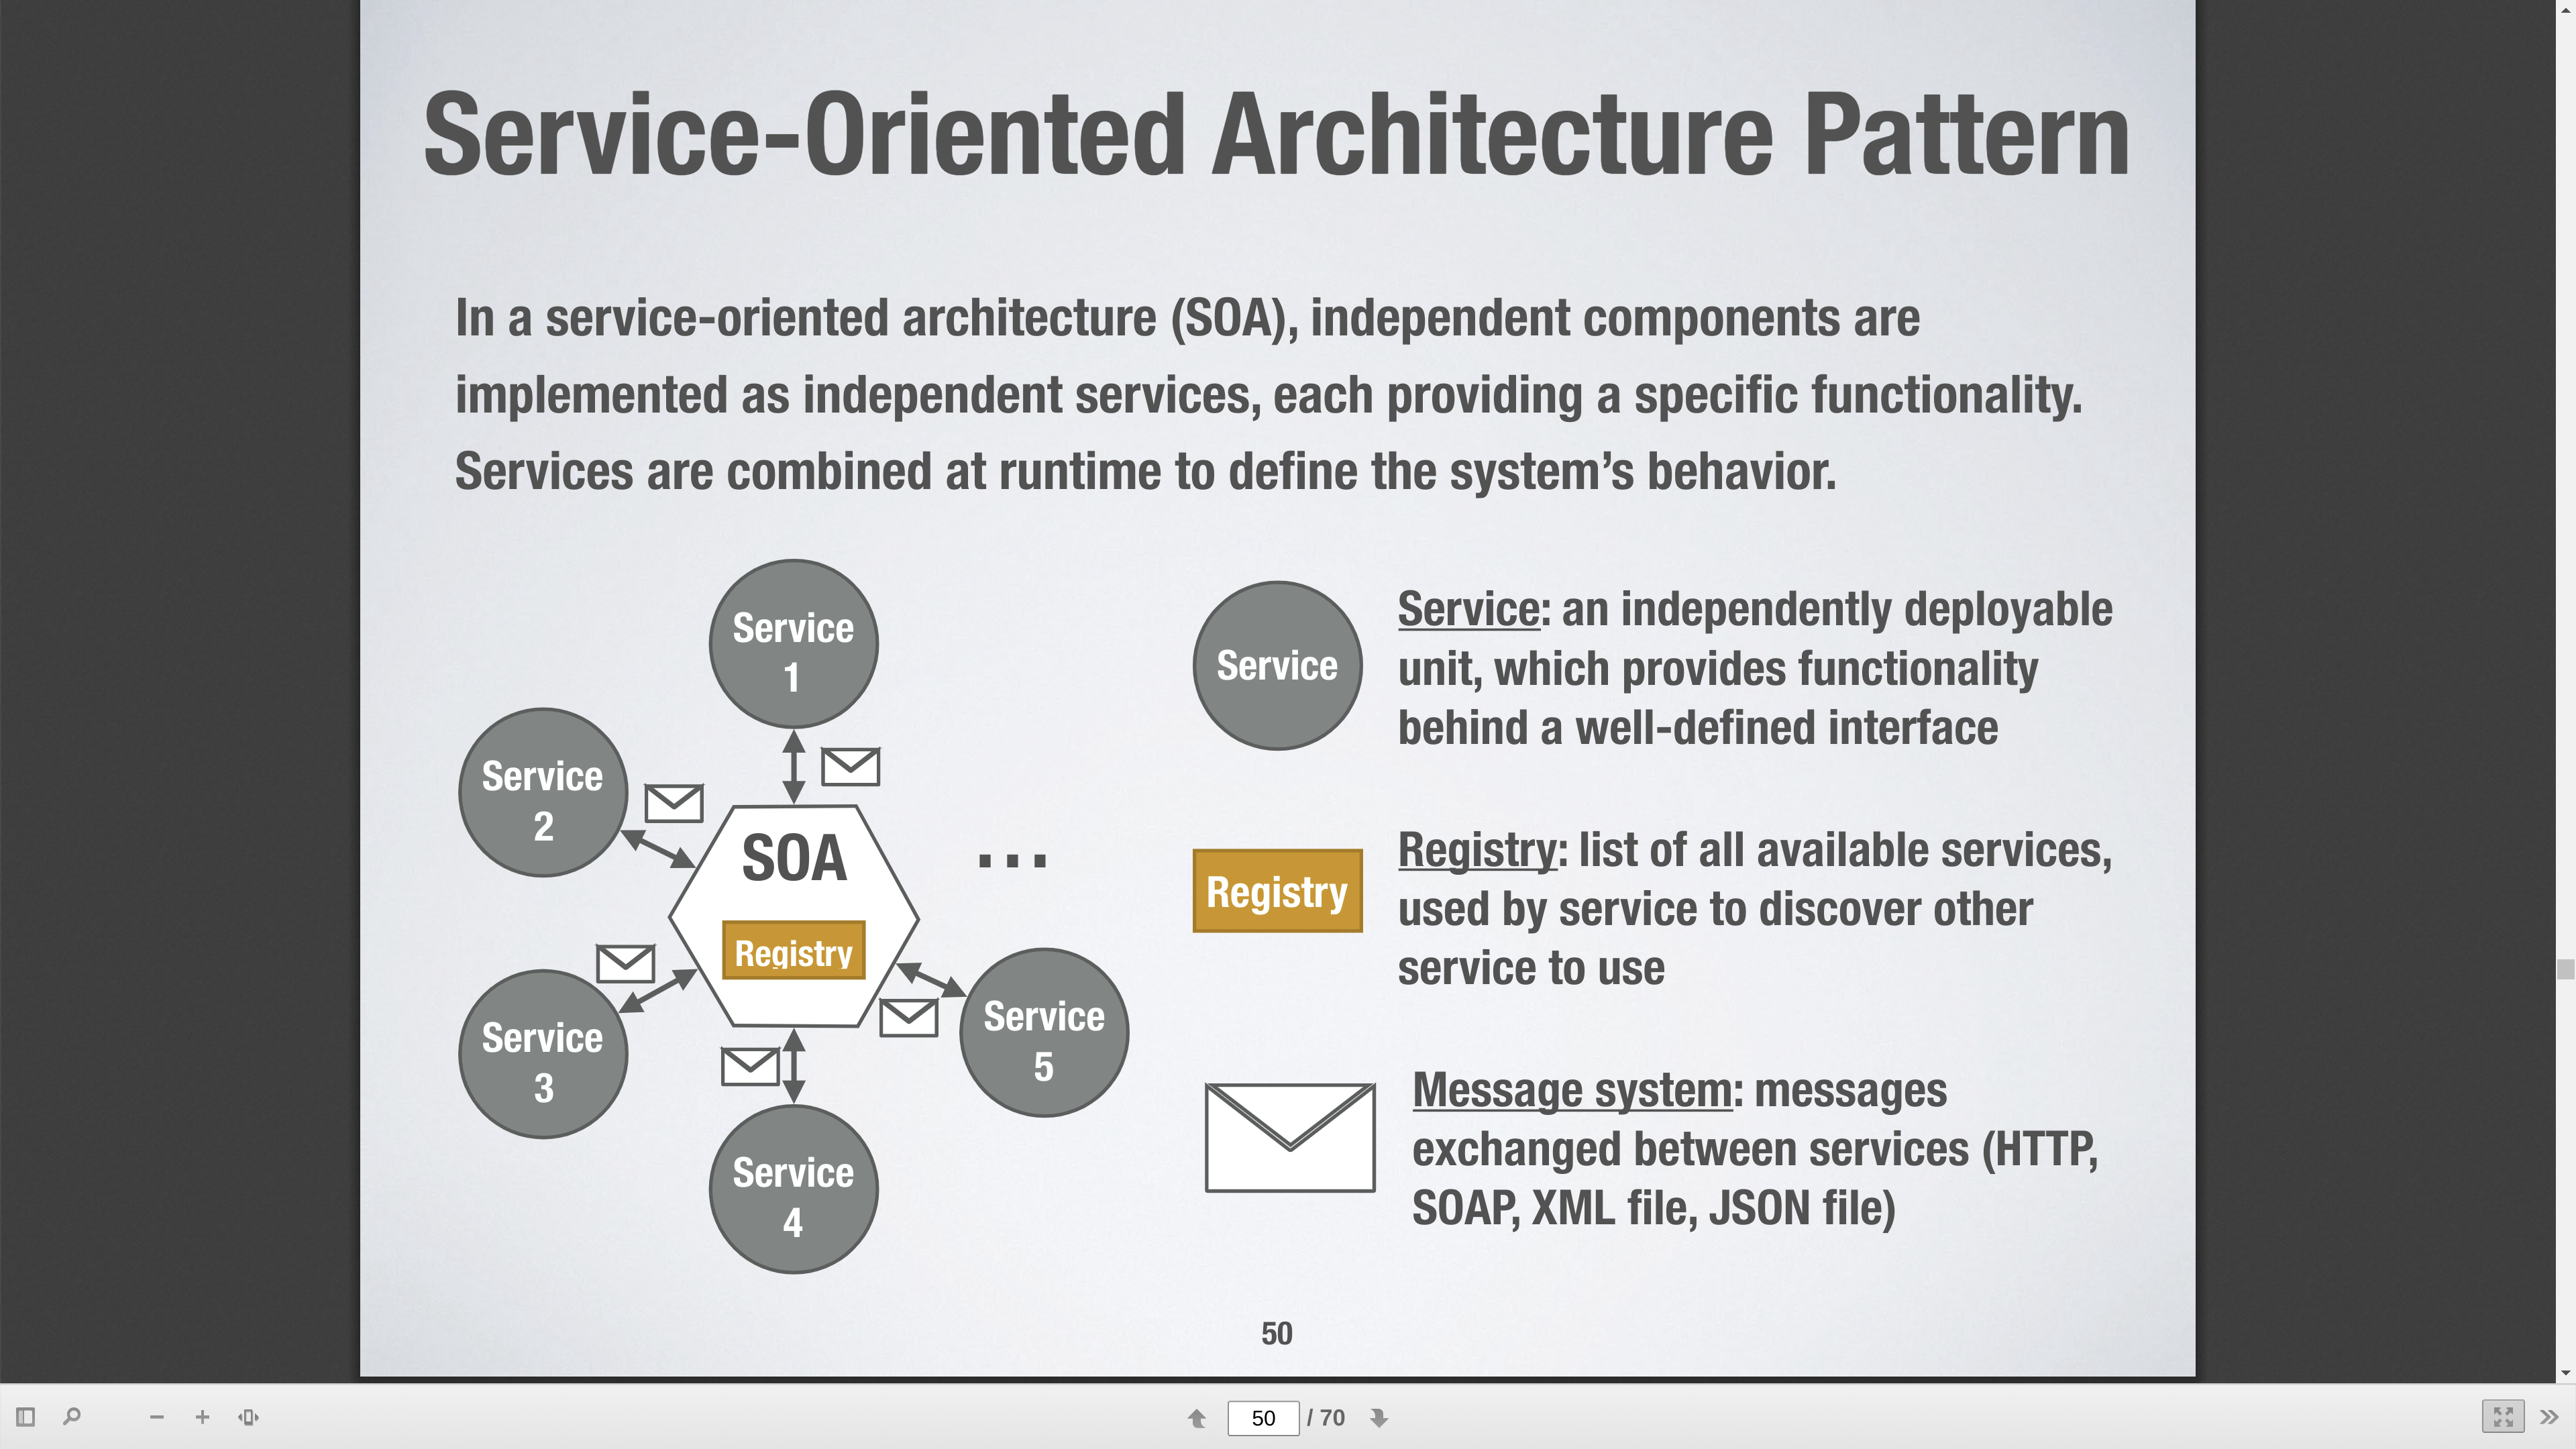 Service-Oriented Architecture Pattern
In a service-oriented architecture (SOA), independent components are
implemented as independent services, each providing a specific functionality.
Services are combined at runtime to define the system’s behavior.
Service
1
Service
2
SOA
Registry
...
Service
3
Service
5
Service
4
Service
Service: an independently deployable
unit, which provides functionality
behind a well-defined interface
Registry
Registry: list of all available services,
used by service to discover other
service to use
Message system: messages
exchanged between services (HTTP,
SOAP, XML file, JSON file)
50
50 / 70